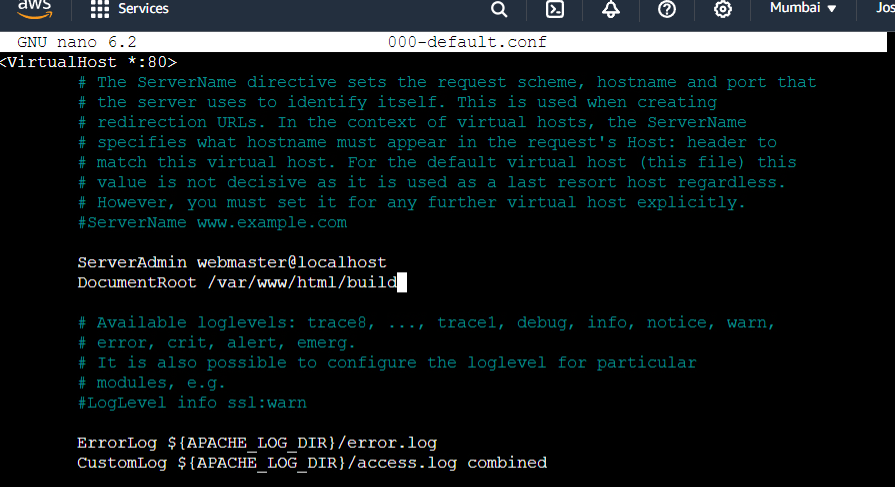 aws Services Mumbai Jos
GNU nano 6.2 000-default.conf
<VirtualHost *:80>
# The ServerName directive sets the request scheme, hostname and port that
# the server uses to identify itself. This is used when creating
# redirection URLs. In the context of virtual hosts, the ServerName
# specifies what hostname must appear in the request's Host: header to
# match this virtual host. For the default virtual host (this file) this
# value is not decisive as it is used as a last resort host regardless.
# However, you must set it for any further virtual host explicitly.
#ServerName www.example.com
ServerAdmin webmaster@localhost
DocumentRoot /var/www/html/build
# Available loglevels: trace8, ..., trace1, debug, info, notice, warn,
# error, crit, alert, emerg.
# It is also possible to configure the loglevel for particular
# modules, e.g.
#LogLevel info ssl:warn
ErrorLog ${APACHE_LOG_DIR}/error.log
CustomLog ${APACHE_LOG_DIR}/access.log combined